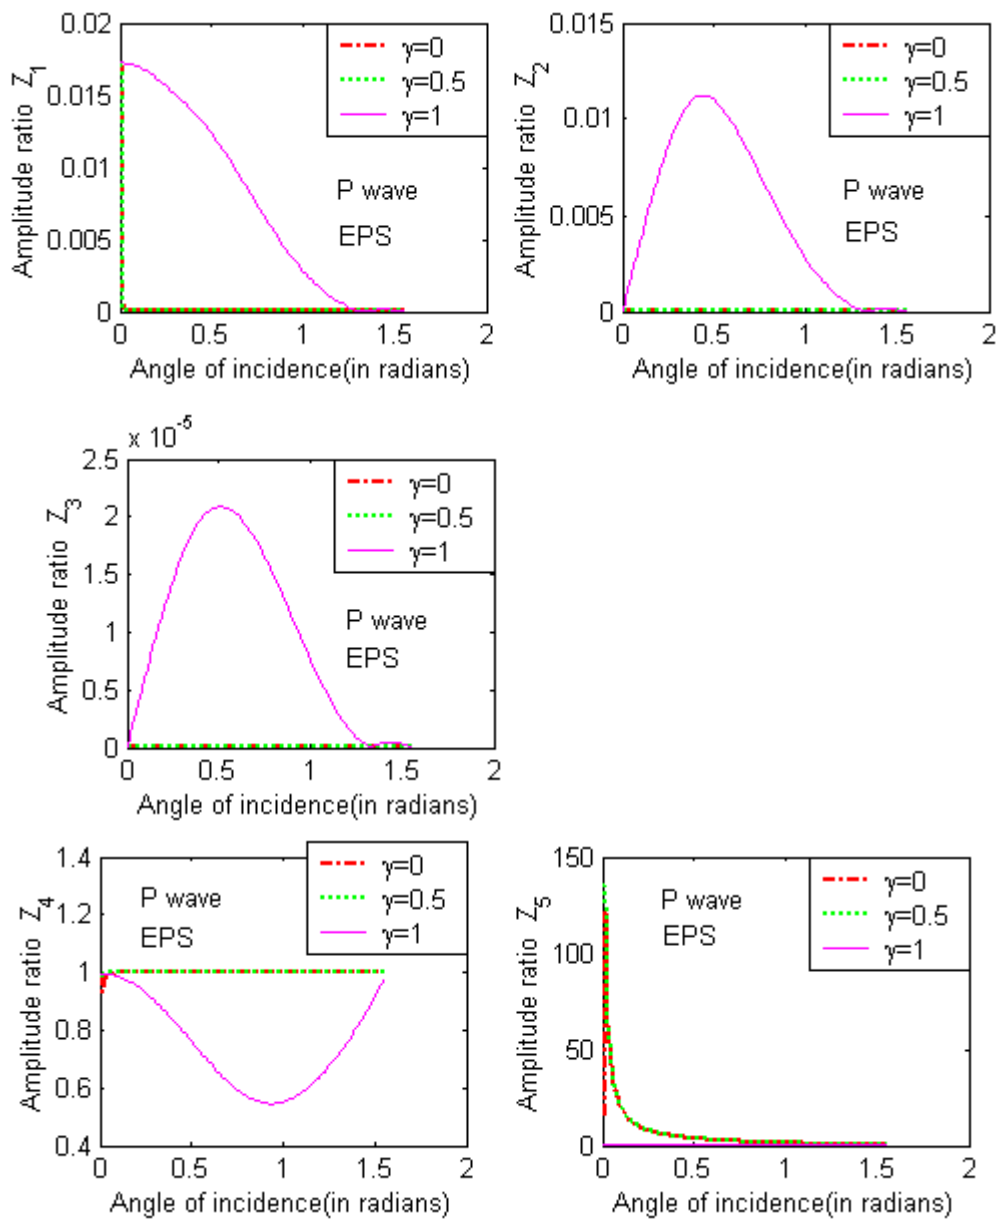 0.02
0.015
0.01
0.005
0
0 0.5 1 1.5 2
Amplitude ratio Z1
Angle of incidence(in radians)
γ=0
γ=0.5
γ=1
P wave
EPS
0.015
0.01
0.005
0
0 0.5 1 1.5 2
Amplitude ratio Z2
Angle of incidence(in radians)
γ=0
γ=0.5
γ=1
P wave
EPS
x 10-5
2.5
2
1.5
1
0.5
0
0 0.5 1 1.5 2
Amplitude ratio Z3
Angle of incidence(in radians)
γ=0
γ=0.5
γ=1
P wave
EPS
1.4
1.2
1
0.8
0.6
0.4
0 0.5 1 1.5 2
Amplitude ratio Z4
Angle of incidence(in radians)
γ=0
γ=0.5
γ=1
P wave
EPS
150
100
50
0
0 0.5 1 1.5 2
Amplitude ratio Z5
Angle of incidence(in radians)
γ=0
γ=0.5
γ=1
P wave
EPS